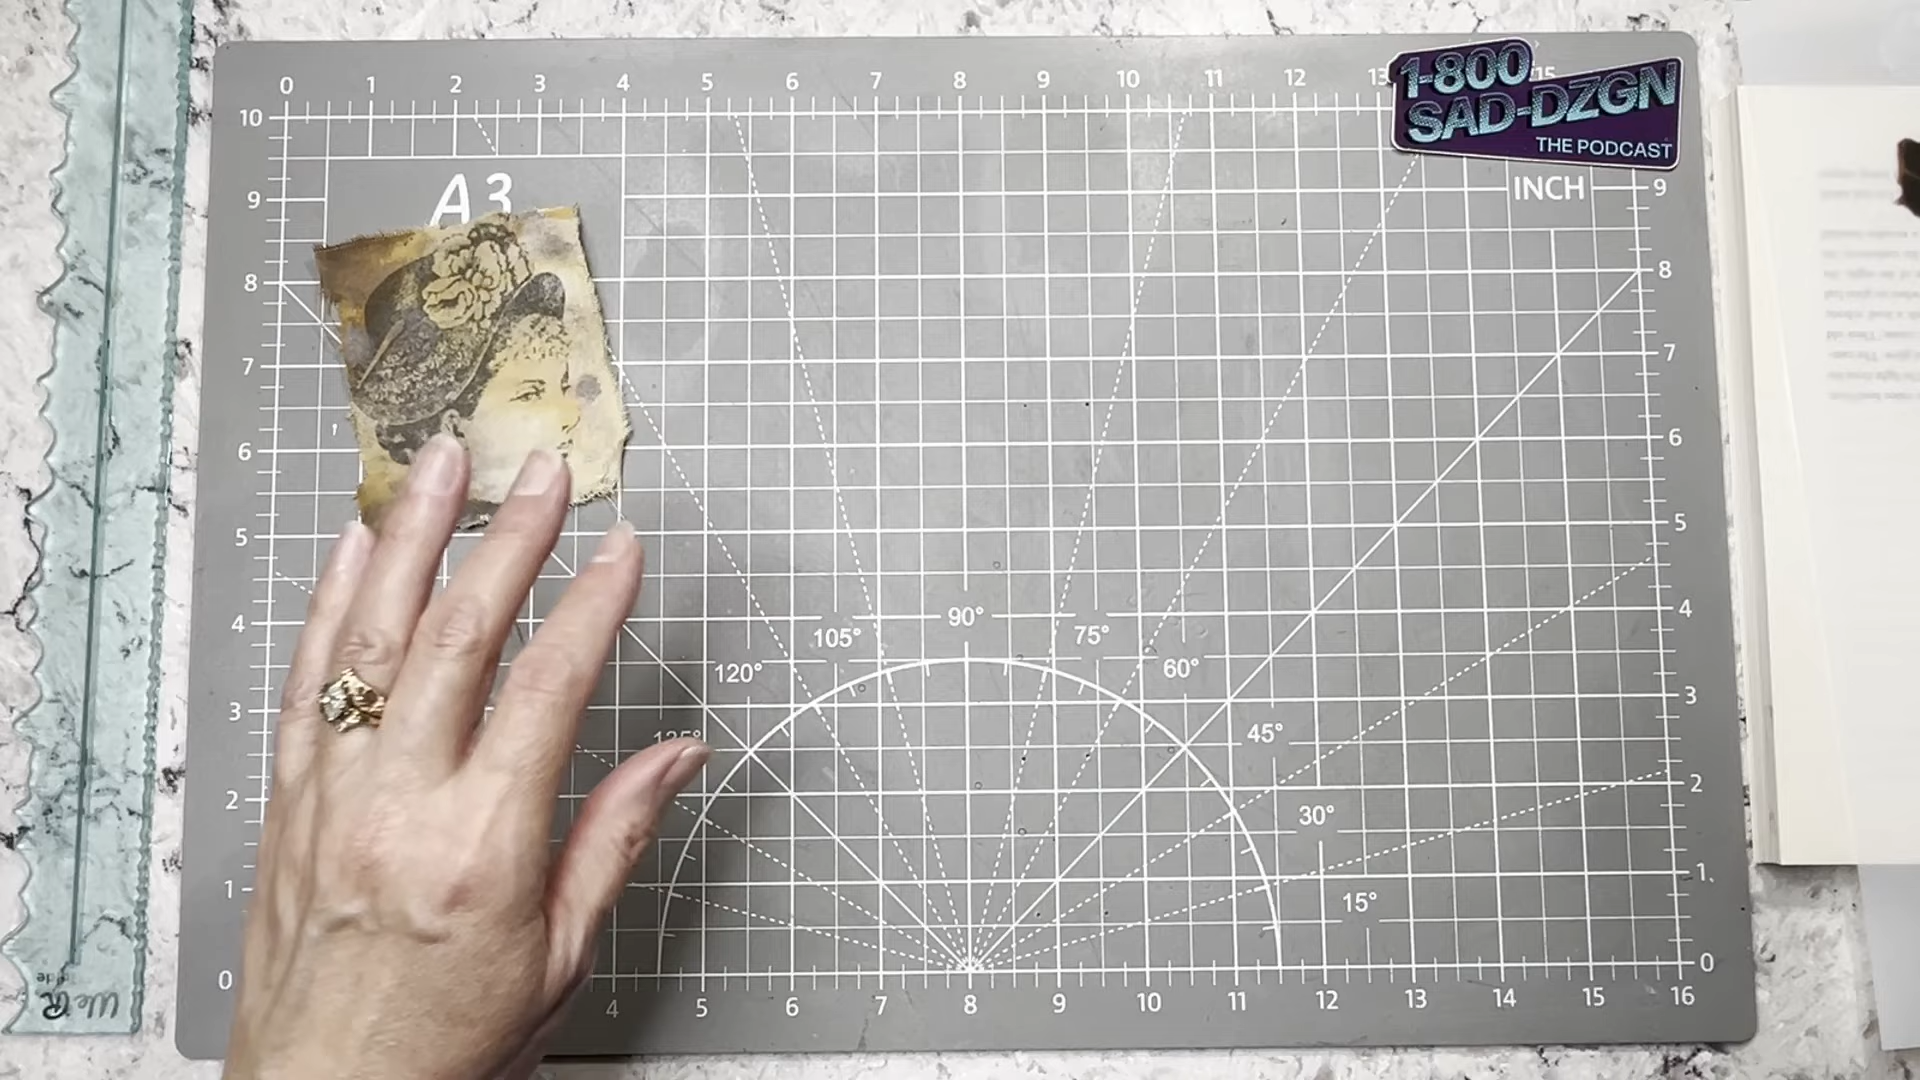 0 1 2 3 4 5 6 7 8 9 10 11 12 13 15
1-800
SAD-DZGN
THE PODCAST
10
A3
INCH
9 9
8 8
7 7
6 6
5 5
4 4
90°
105° 75°
120° 60°
3 3
135° 45°
2 2
30°
1 1
15°
0 0
4 5 6 7 8 9 10 11 12 13 14 15 16
We R